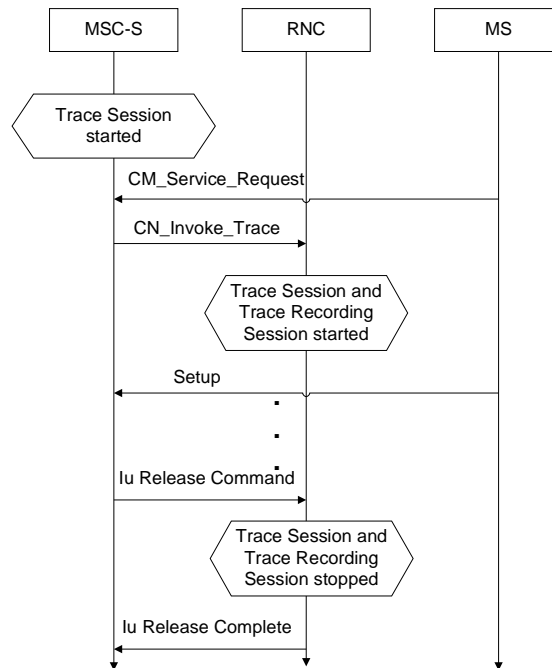 MSC-S
RNC
MS
Trace Session
started
CM_Service_Request
CN_Invoke_Trace
Trace Session and
Trace Recording
Session started
Setup
Iu Release Command
Trace Session and
Trace Recording
Session stopped
Iu Release Complete